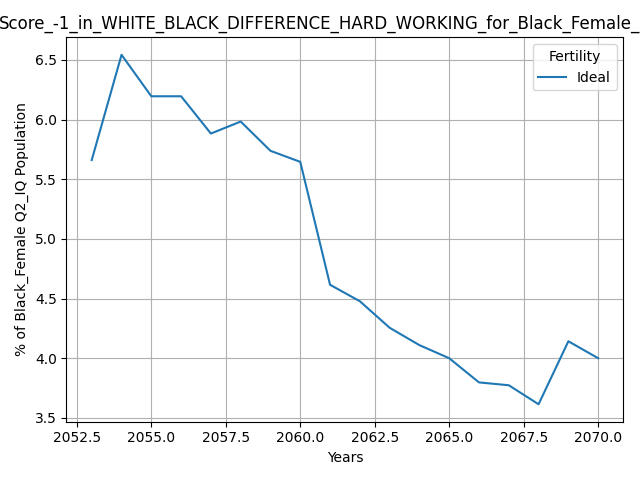 Score_-1_in_WHITE_BLACK_DIFFERENCE_HARD_WORKING_for_Black_Female_
Fertility
Ideal
6.5
6.0
5.5
5.0
4.5
4.0
3.5
% of Black_Female Q2_IQ Population
2052.5 2055.0 2057.5 2060.0 2062.5 2065.0 2067.5 2070.0
Years